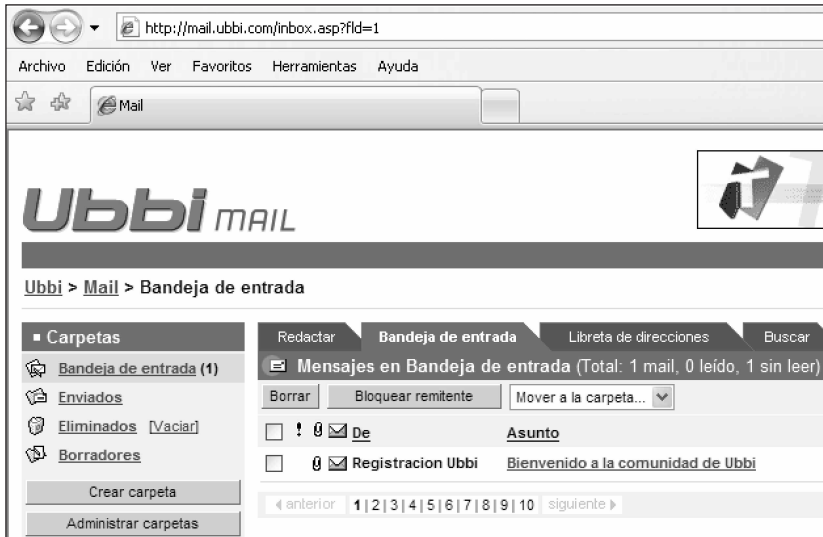 http://mail.ubbi.com/inbox.asp?fld=1
Archivo Edición Ver Favoritos Herramientas Ayuda
Mail
Ubbi MAIL
Ubbi > Mail > Bandeja de entrada
Carpetas
Bandeja de entrada (1)
Enviados
Eliminados [Vaciar]
Borradores
Crear carpeta
Administrar carpetas
Redactar Bandeja de entrada Libreta de direcciones Buscar
Mensajes en Bandeja de entrada (Total: 1 mail, 0 leído, 1 sin leer)
Borrar Bloquear remitente Mover a la carpeta...
! De Asunto
Registracion Ubbi Bienvenido a la comunidad de Ubbi
anterior 1|2|3|4|5|6|7|8|9|10 siguiente